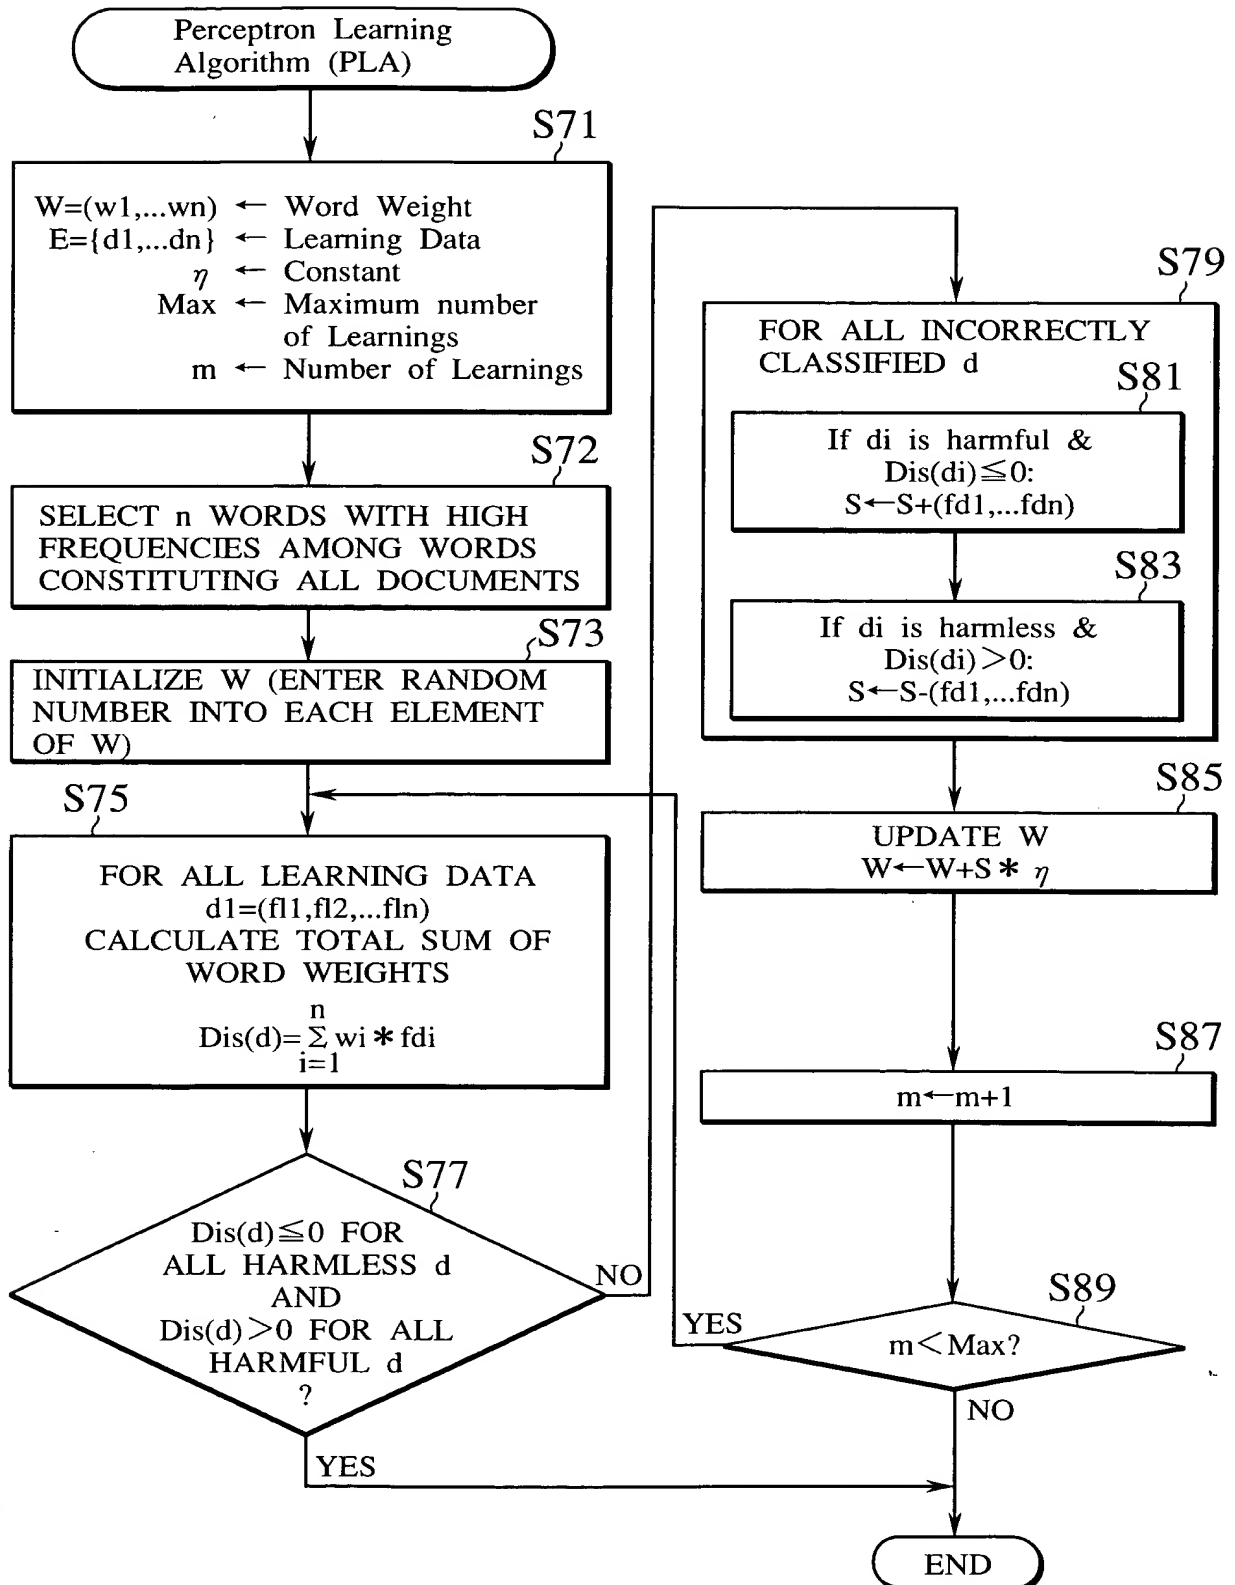 Perceptron Learning
Algorithm (PLA)
S71
W=(w1,...wn) ← Word Weight
E={d1,...dn} ← Learning Data
η ← Constant
Max ← Maximum number
of Learnings
m ← Number of Learnings
S72
SELECT n WORDS WITH HIGH
FREQUENCIES AMONG WORDS
CONSTITUTING ALL DOCUMENTS
S73
INITIALIZE W (ENTER RANDOM
NUMBER INTO EACH ELEMENT
OF W)
S75
FOR ALL LEARNING DATA
d1=(fl1,fl2,...fln)
CALCULATE TOTAL SUM OF
WORD WEIGHTS
n
Dis(d)=Σ wi * fdi
i=1
S77
Dis(d)≦0 FOR
ALL HARMLESS d
AND
Dis(d)>0 FOR ALL
HARMFUL d
?
NO
YES
S79
FOR ALL INCORRECTLY
CLASSIFIED d
S81
If di is harmful &
Dis(di)≦0:
S←S+(fd1,...fdn)
S83
If di is harmless &
Dis(di)>0:
S←S-(fd1,...fdn)
S85
UPDATE W
W←W+S * η
S87
m←m+1
S89
m<Max?
YES
NO
END